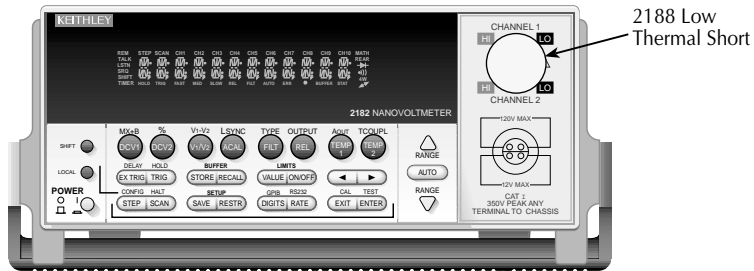 KEITHLEY
2188 Low
Thermal Short
CHANNEL 1
HI LO
HI LO
CHANNEL 2
REM STEP SCAN CH1 CH2 CH3 CH4 CH5 CH6 CH7 CH8 CH9 CH10 MATH
TALK REAR
LSTN
SRQ
SHIFT 4W
TIMER HOLD TRIG FAST MED SLOW REL FILT AUTO ERR BUFFER STAT
2182 NANOVOLTMETER
120V MAX
12V MAX
CAT I
350V PEAK ANY
TERMINAL TO CHASSIS
MX+B % V1-V2 LSYNC TYPE OUTPUT AOUT TCOUPL
SHIFT DCV1 DCV2 V1/V2 ACAL FILT REL TEMP 1 TEMP 2
RANGE
DELAY HOLD BUFFER LIMITS
LOCAL EX TRIG TRIG STORE RECALL VALUE ON/OFF AUTO
POWER CONFIG HALT SETUP GPIB RS232 CAL TEST RANGE
O I STEP SCAN SAVE RESTR DIGITS RATE EXIT ENTER